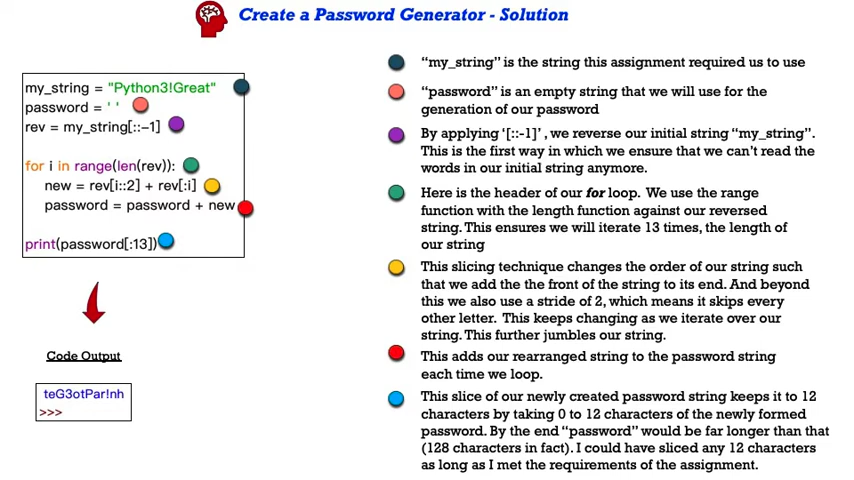 Create a Password Generator - Solution
my_string = "Python3!Great"
password = ' '
rev = my_string[::-1]
for i in range(len(rev)):
new = rev[i::2] + rev[:i]
password = password + new
print(password[:13])
Code Output
teG3otPar!nh
>>>
“my_string” is the string this assignment required us to use
“password” is an empty string that we will use for the
generation of our password
By applying ‘[::-1]’ , we reverse our initial string “my_string”.
This is the first way in which we ensure that we can’t read the
words in our initial string anymore.
Here is the header of our for loop. We use the range
function with the length function against our reversed
string. This ensures we will iterate 13 times, the length of
our string
This slicing technique changes the order of our string such
that we add the the front of the string to its end. And beyond
this we also use a stride of 2, which means it skips every
other letter. This keeps changing as we iterate over our
string. This further jumbles our string.
This adds our rearranged string to the password string
each time we loop.
This slice of our newly created password string keeps it to 12
characters by taking 0 to 12 characters of the newly formed
password. By the end “password” would be far longer than that
(128 characters in fact). I could have sliced any 12 characters
as long as I met the requirements of the assignment.